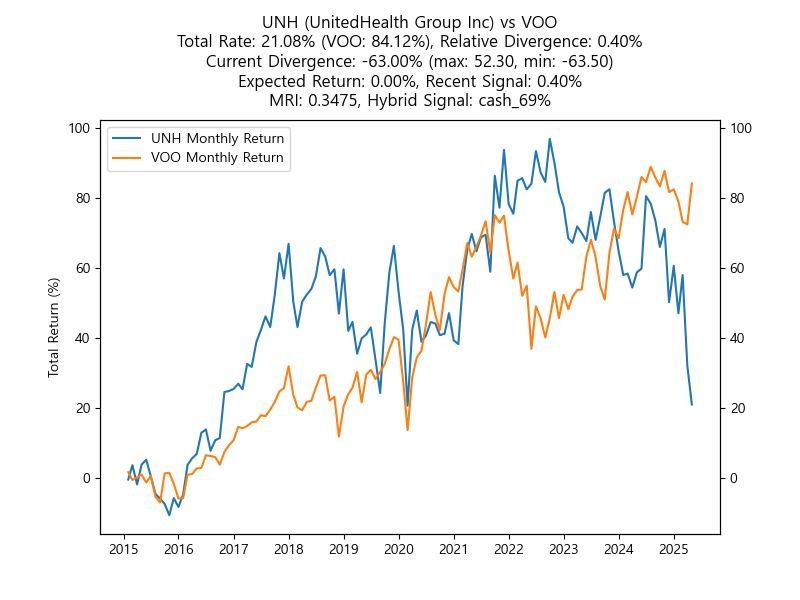 UNH (UnitedHealth Group Inc) vs VOO
Total Rate: 21.08% (VOO: 84.12%), Relative Divergence: 0.40%
Current Divergence: -63.00% (max: 52.30, min: -63.50)
Expected Return: 0.00%, Recent Signal: 0.40%
MRI: 0.3475, Hybrid Signal: cash_69%
UNH Monthly Return
VOO Monthly Return
Total Return (%)
100
80
60
40
20
0
100
80
60
40
20
0
2015 2016 2017 2018 2019 2020 2021 2022 2023 2024 2025